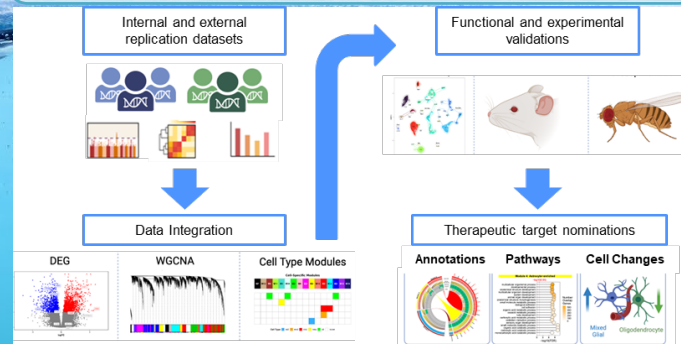 Internal and external
replication datasets
Functional and experimental
validations
Data Integration
Therapeutic target nominations
DEG
WGCNA
Cell Type Modules
Annotations
Pathways
Cell Changes
Mixed
Glial
Oligodendrocyte